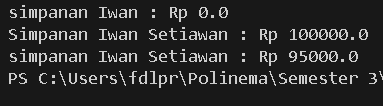 simpanan Iwan : Rp 0.0
Simpanan Iwan Setiawan : Rp 100000.0
Simpanan Iwan Setiawan : Rp 95000.0
PS C:\Users\fdlpr\Polinema\Semester 3\